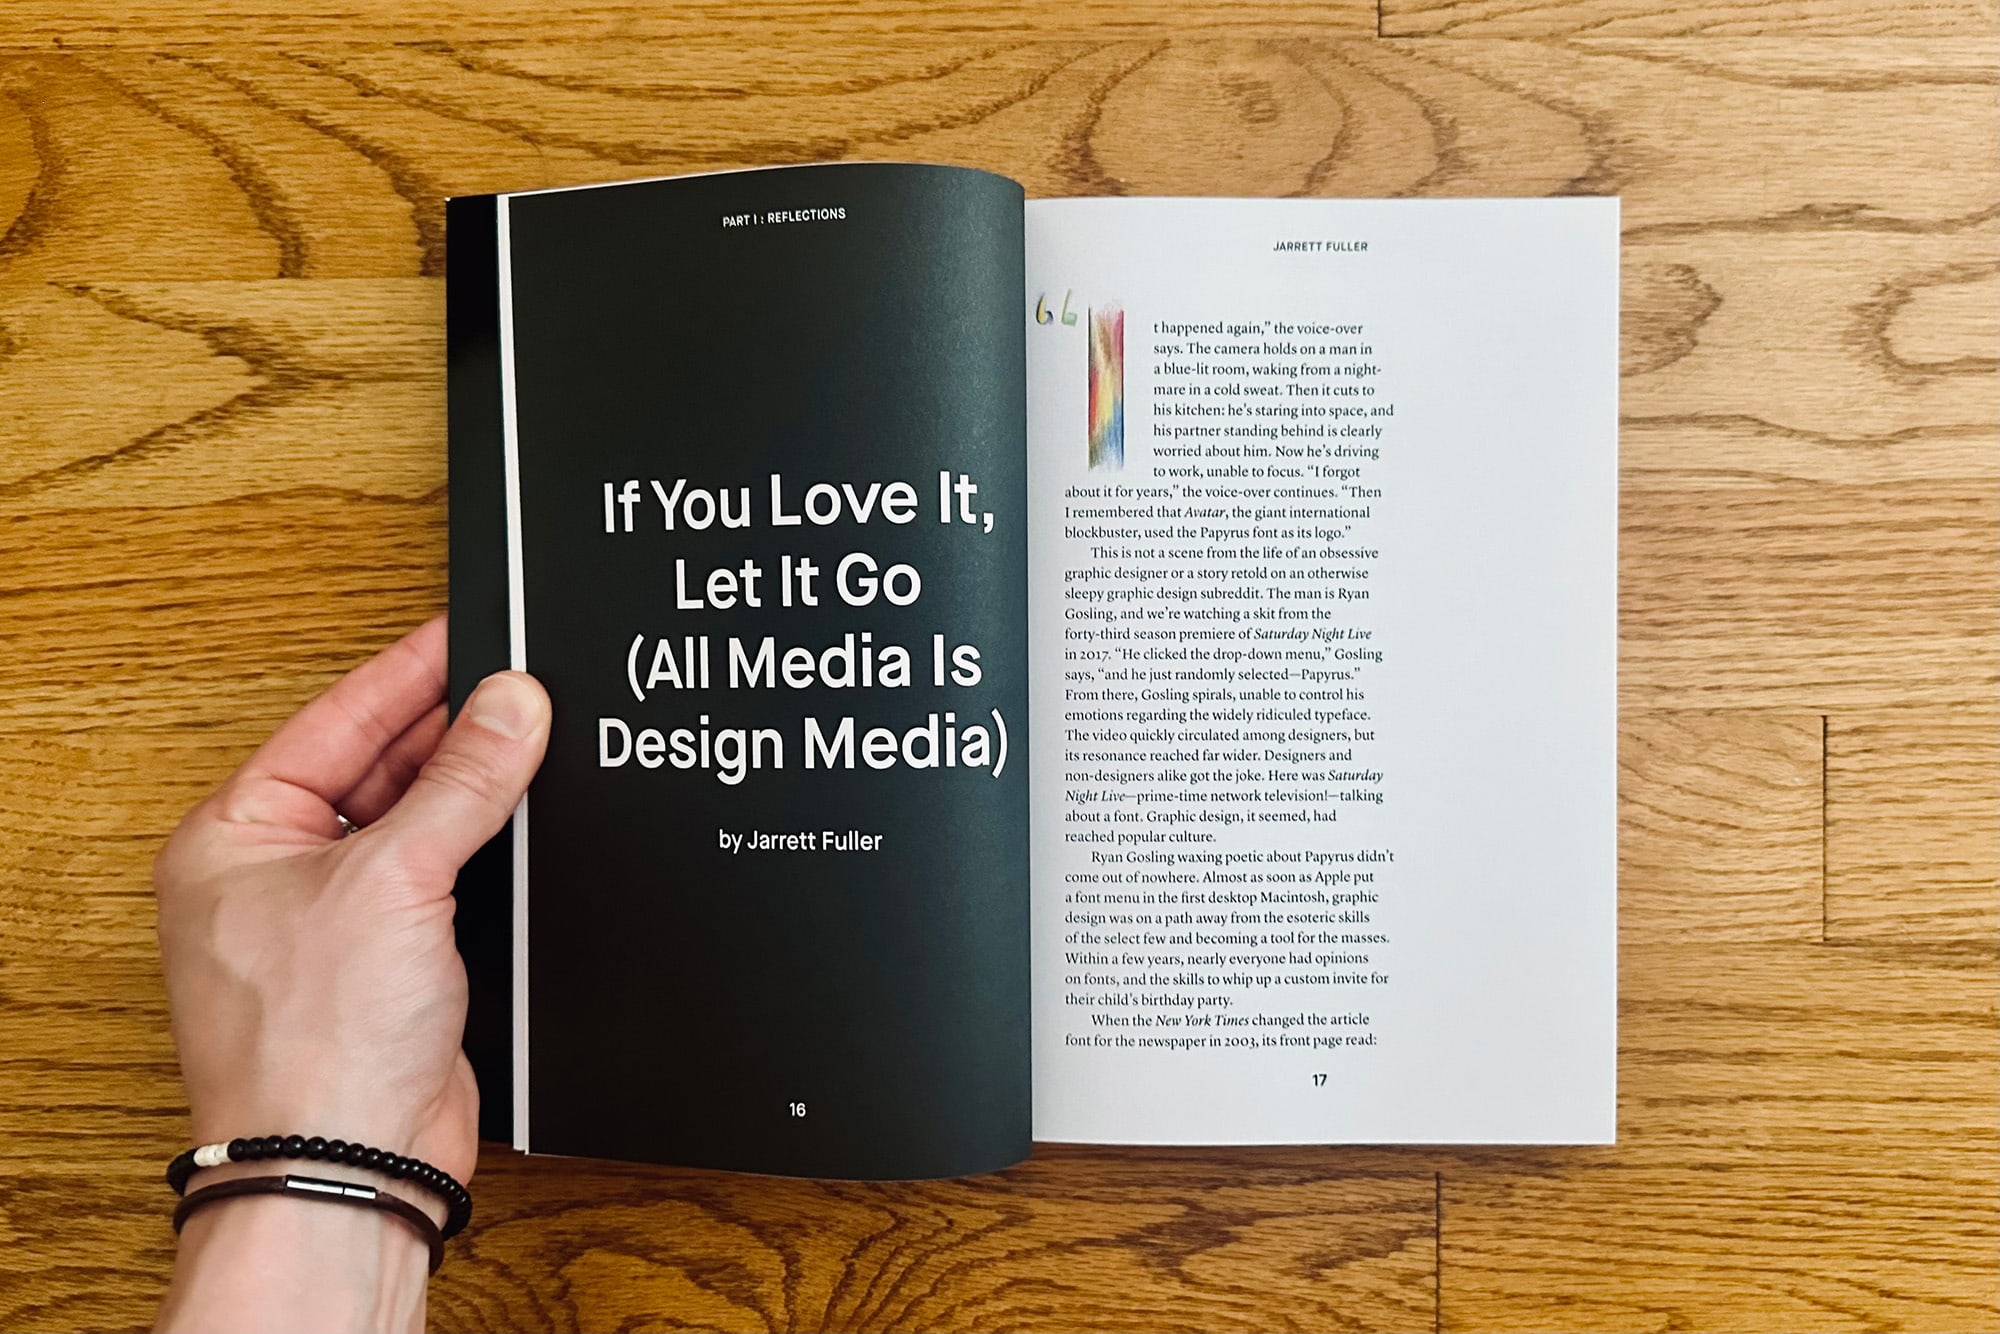 PART I : REFLECTIONS
If You Love It,
Let It Go
(All Media Is
Design Media)
by Jarrett Fuller
16
JARRETT FULLER
“I
t happened again,” the voice-over
says. The camera holds on a man in
a blue-lit room, waking from a night-
mare in a cold sweat. Then it cuts to
his kitchen: he’s staring into space, and
his partner standing behind is clearly
worried about him. Now he’s driving
to work, unable to focus. “I forgot
about it for years,” the voice-over continues. “Then
I remembered that Avatar, the giant international
blockbuster, used the Papyrus font as its logo.”
This is not a scene from the life of an obsessive
graphic designer or a story retold on an otherwise
sleepy graphic design subreddit. The man is Ryan
Gosling, and we’re watching a skit from the
forty-third season premiere of Saturday Night Live
in 2017. “He clicked the drop-down menu,” Gosling
says, “and he just randomly selected—Papyrus.”
From there, Gosling spirals, unable to control his
emotions regarding the widely ridiculed typeface.
The video quickly circulated among designers, but
its resonance reached far wider. Designers and
non-designers alike got the joke. Here was Saturday
Night Live—prime-time network television!—talking
about a font. Graphic design, it seemed, had
reached popular culture.
Ryan Gosling waxing poetic about Papyrus didn’t
come out of nowhere. Almost as soon as Apple put
a font menu in the first desktop Macintosh, graphic
design was on a path away from the esoteric skills
of the select few and becoming a tool for the masses.
Within a few years, nearly everyone had opinions
on fonts, and the skills to whip up a custom invite for
their child’s birthday party.
When the New York Times changed the article
font for the newspaper in 2003, its front page read:
17